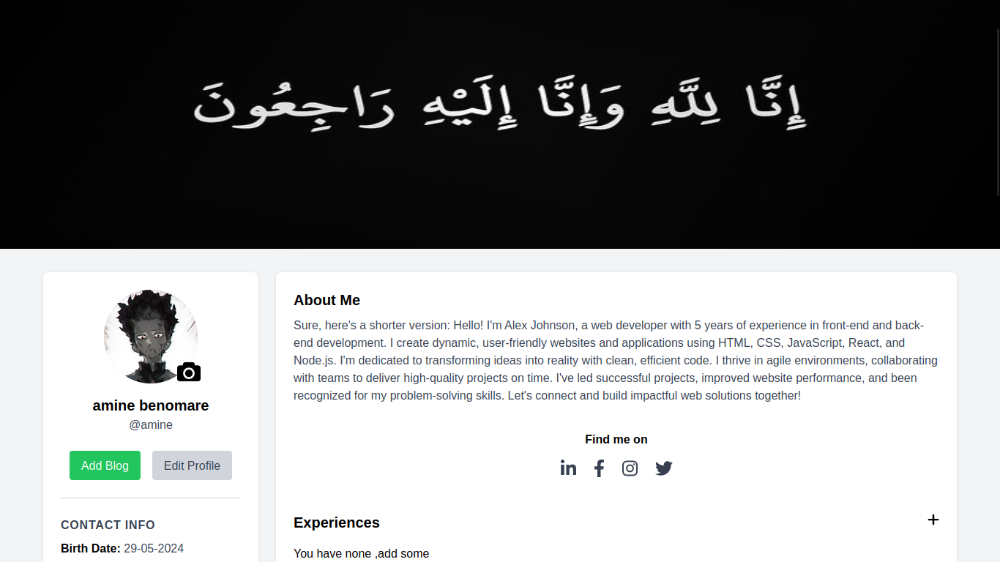 إِنَّا لِلَّهِ وَإِنَّا إِلَيْهِ رَاجِعُونَ
amine benomare
@amine
Add Blog
Edit Profile
CONTACT INFO
Birth Date: 29-05-2024
About Me
Sure, here's a shorter version: Hello! I'm Alex Johnson, a web developer with 5 years of experience in front-end and back-
end development. I create dynamic, user-friendly websites and applications using HTML, CSS, JavaScript, React, and
Node.js. I'm dedicated to transforming ideas into reality with clean, efficient code. I thrive in agile environments, collaborating
with teams to deliver high-quality projects on time. I've led successful projects, improved website performance, and been
recognized for my problem-solving skills. Let's connect and build impactful web solutions together!
Find me on
Experiences
You have none ,add some